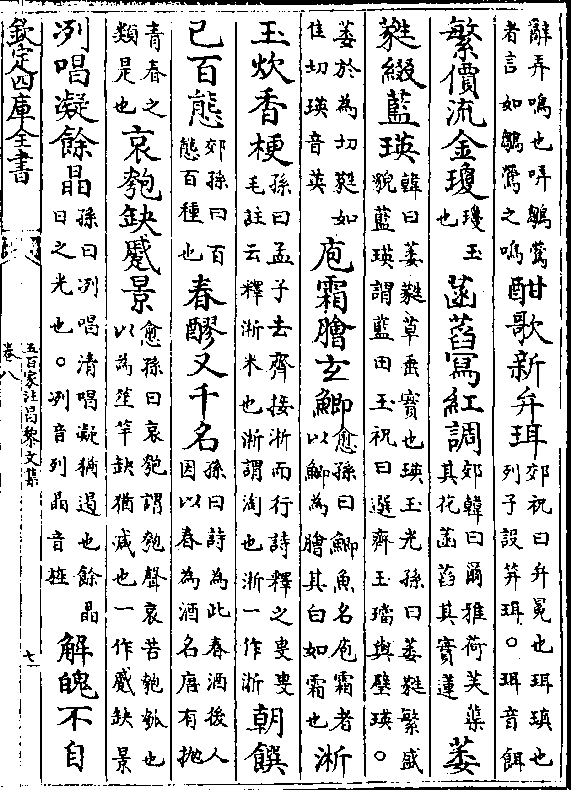 辭弄鳴也哢鸎鶯者言如鸎鶯之鳴酣歌新弁珥郊祝曰弁冕也珥瑱也列子設笄珥。珥音餌
繁價流金瓊瓊玉也菡萏寫紅調郊韓曰爾雅荷芙蕖其花菡萏其實蓮萎
蕤綴藍瑛韓曰萎蕤草垂實也瑛玉光孫曰萎蕤繁盛貌藍瑛謂藍田玉祝曰選齊玉璫與璧瑛。
萎於為切蕤如佳切瑛音英庖霜膾玄鯽愈孫曰鯽魚名庖霜者以鯽為膾其白如霜也淅
玉炊香梗孫曰孟子去齊接淅而行詩釋之叟叟毛註云釋淅米也淅謂淘也淅一作浙朝饌
已百態郊孫曰百態百種也春醪又千名孫曰詩為此春酒後人因以春為酒名唐有抛
青春之類是也哀匏缺蹙景愈孫曰哀匏謂匏聲哀苦匏瓠也以為笙竽缺猶滅也一作蹙缺景
冽唱凝餘晶孫曰冽唱清唱凝猶遏也餘晶日之光也。冽音列晶音旌解魄不自
欽定四庫全書
卷八
五百家注昌黎文集
七